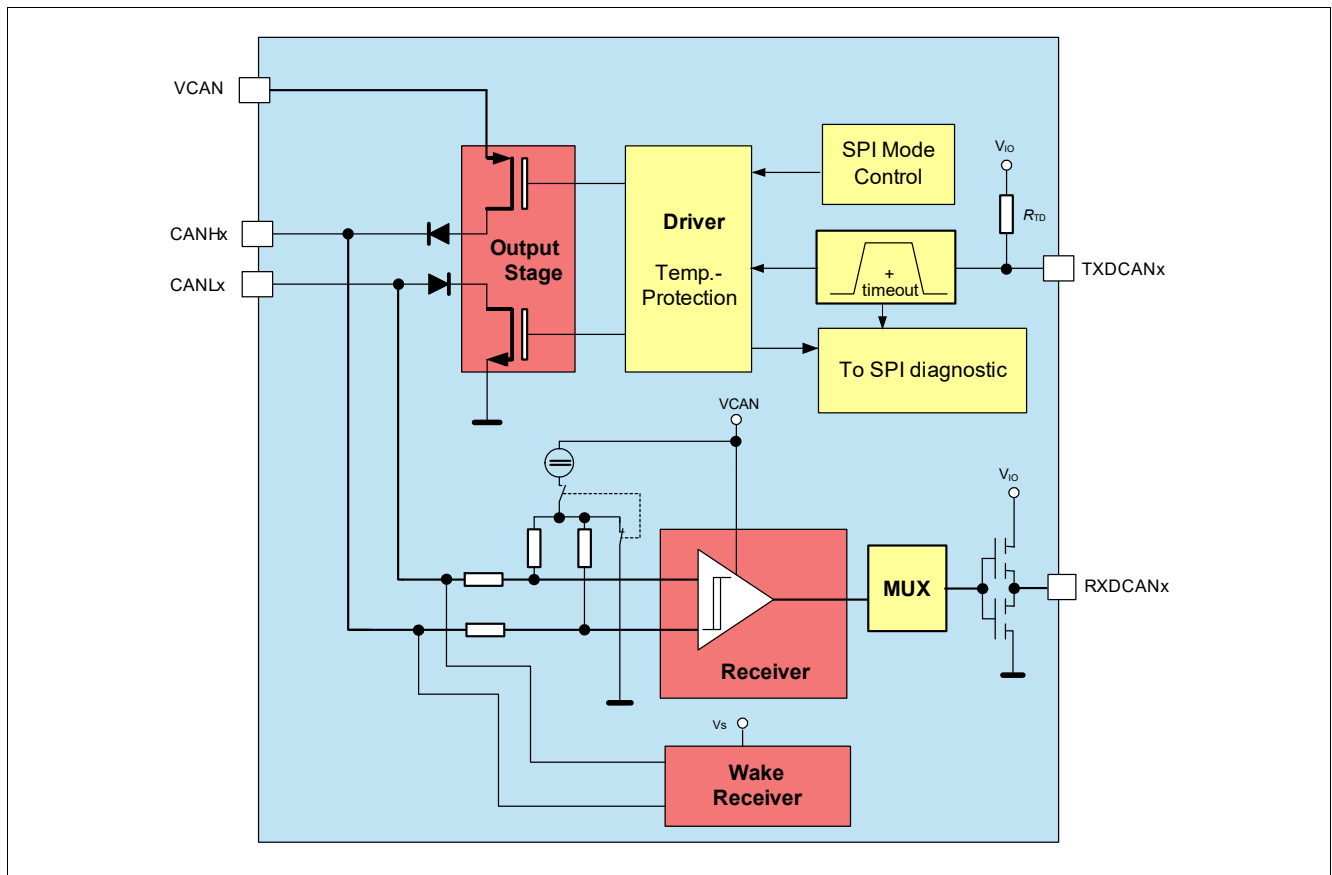 VCAN
SPI Mode
Control
VIO
RTD
Driver
Temp.-
Protection
CANHx
Output
Stage
CANLx
+
timeout
TXDCANx
To SPI diagnostic
VCAN
VIO
MUX
RXDCANx
Receiver
Vs
Wake
Receiver